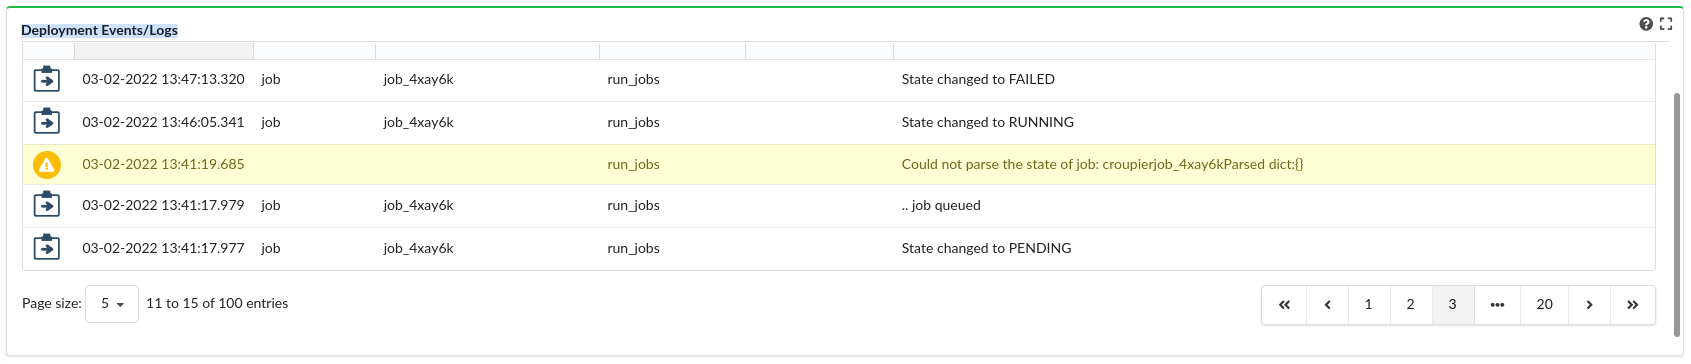 Deployment Events/Logs
03-02-2022 13:47:13.320 job job_4xay6k run_jobs State changed to FAILED
03-02-2022 13:46:05.341 job job_4xay6k run_jobs State changed to RUNNING
03-02-2022 13:41:19.685 run_jobs Could not parse the state of job: croupierjob_4xay6kParsed dict:{}
03-02-2022 13:41:17.979 job job_4xay6k run_jobs .. job queued
03-02-2022 13:41:17.977 job job_4xay6k run_jobs State changed to PENDING
Page size: 5 11 to 15 of 100 entries « ‹ 1 2 3 ••• 20 › »